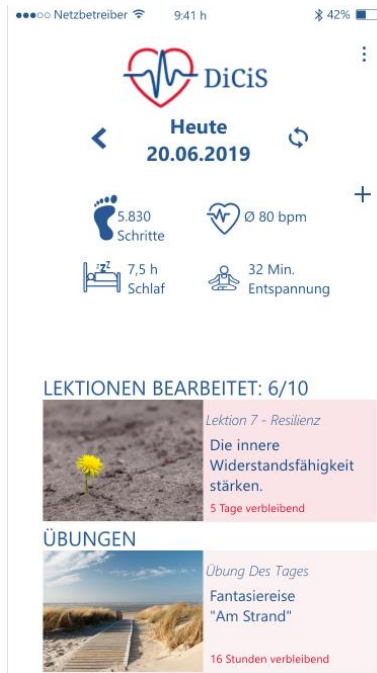 Netzbetreiber 9:41 h 42%
DiCiS
Heute
20.06.2019
5.830
Schritte
Ø 80 bpm
zzZ
7,5 h
Schlaf
32 Min.
Entspannung
LEKTIONEN BEARBEITET: 6/10
Lektion 7 - Resilienz
Die innere
Widerstandsfähigkeit
stärken.
5 Tage verbleibend
ÜBUNGEN
Übung Des Tages
Fantasiereise
"Am Strand"
16 Stunden verbleibend